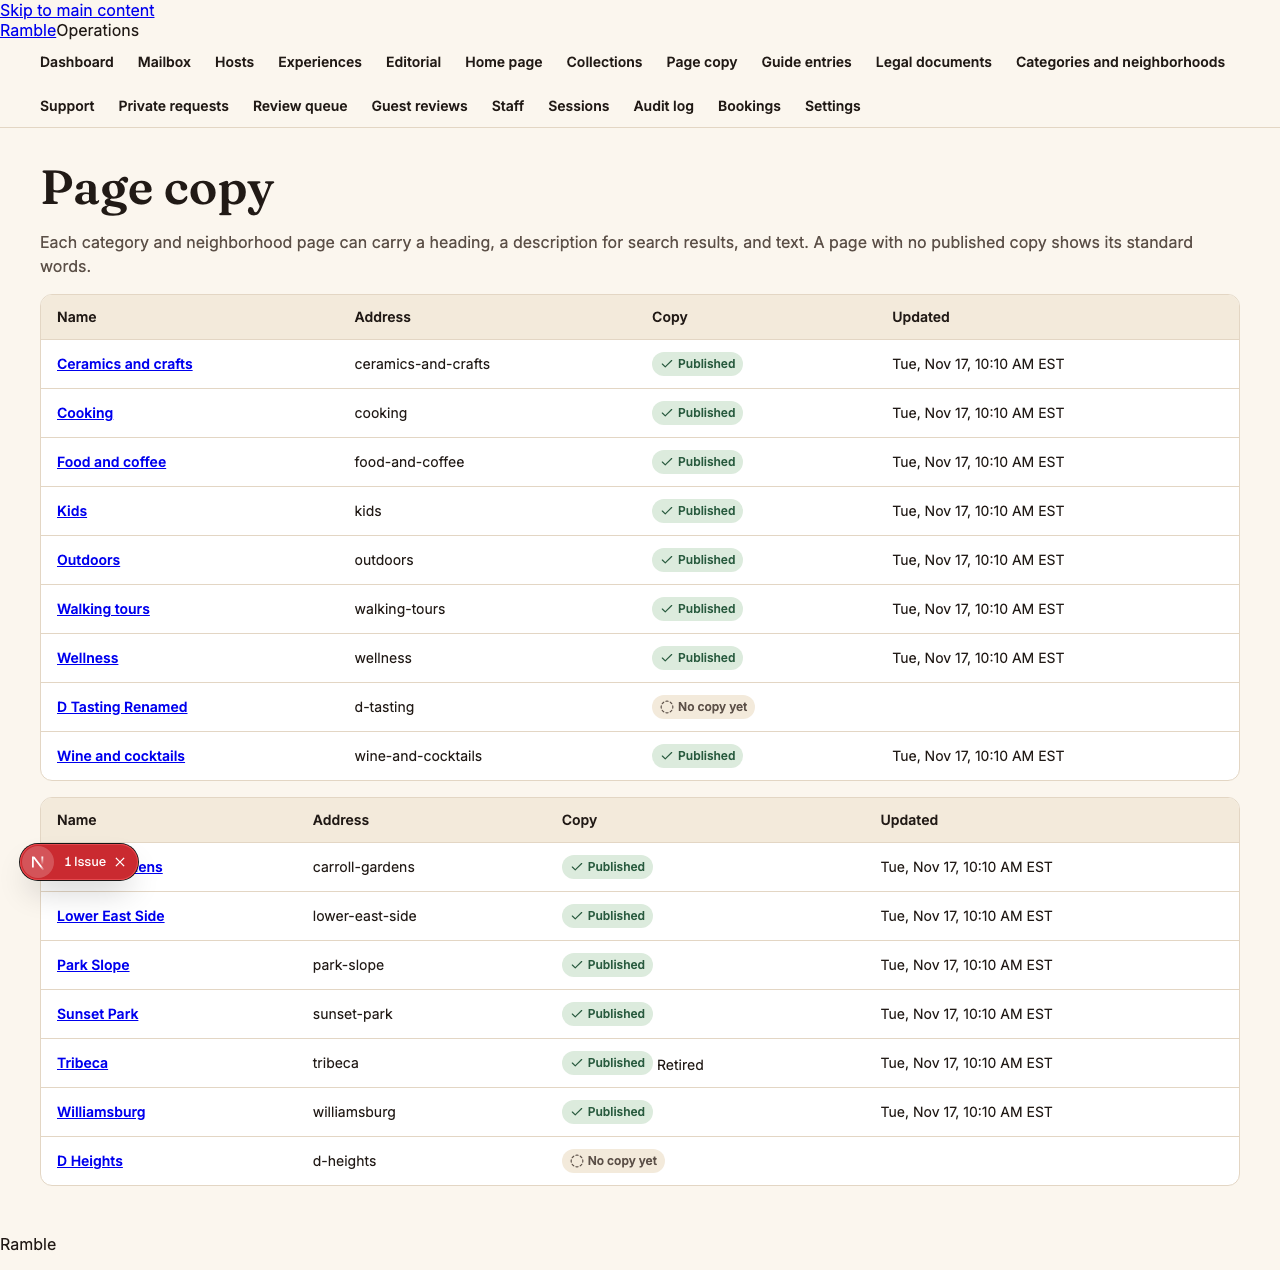 Skip to main content
RambleOperations
Dashboard Mailbox Hosts Experiences Editorial Home page Collections Page copy Guide entries Legal documents Categories and neighborhoods
Support Private requests Review queue Guest reviews Staff Sessions Audit log Bookings Settings
Page copy
Each category and neighborhood page can carry a heading, a description for search results, and text. A page with no published copy shows its standard
words.
Name Address Copy Updated
Ceramics and crafts ceramics-and-crafts Published Tue, Nov 17, 10:10 AM EST
Cooking cooking Published Tue, Nov 17, 10:10 AM EST
Food and coffee food-and-coffee Published Tue, Nov 17, 10:10 AM EST
Kids kids Published Tue, Nov 17, 10:10 AM EST
Outdoors outdoors Published Tue, Nov 17, 10:10 AM EST
Walking tours walking-tours Published Tue, Nov 17, 10:10 AM EST
Wellness wellness Published Tue, Nov 17, 10:10 AM EST
D Tasting Renamed d-tasting No copy yet
Wine and cocktails wine-and-cocktails Published Tue, Nov 17, 10:10 AM EST
Name Address Copy Updated
N 1 Issue ens carroll-gardens Published Tue, Nov 17, 10:10 AM EST
Lower East Side lower-east-side Published Tue, Nov 17, 10:10 AM EST
Park Slope park-slope Published Tue, Nov 17, 10:10 AM EST
Sunset Park sunset-park Published Tue, Nov 17, 10:10 AM EST
Tribeca tribeca Published Retired Tue, Nov 17, 10:10 AM EST
Williamsburg williamsburg Published Tue, Nov 17, 10:10 AM EST
D Heights d-heights No copy yet
Ramble